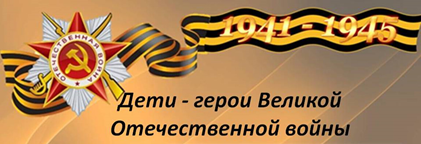 1941 - 1945
ОТЕЧЕСТВЕННАЯ ВОЙНА
Дети - герои Великой
Отечественной войны